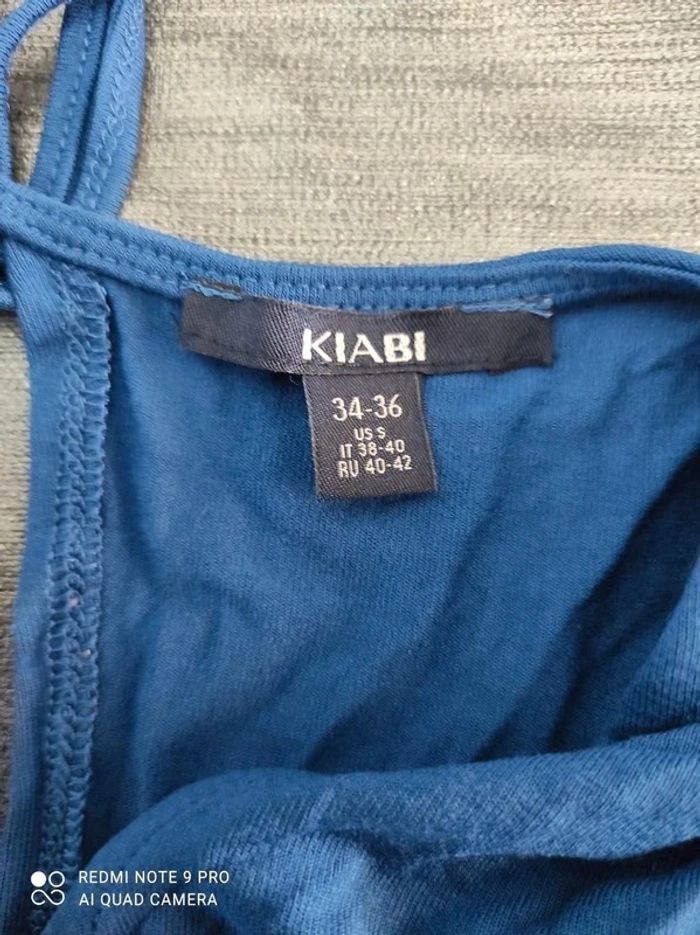 KIABI
34-36
US S
IT 38-40
RU 40-42
REDMI NOTE 9 PRO
AI QUAD CAMERA